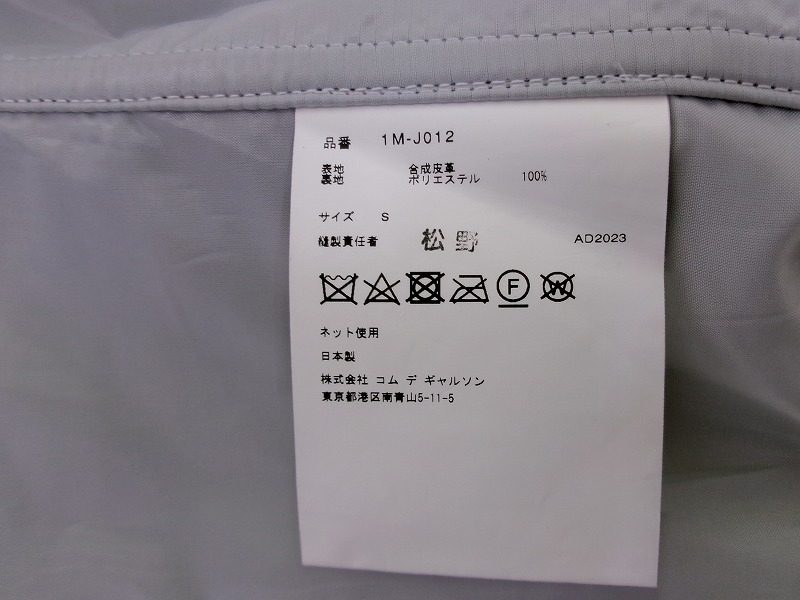 品番 1M-J012
表地 合成皮革
裏地 ポリエステル 100%
サイズ S
縫製責任者 松野 AD2023
F W
ネット使用
日本製
株式会社 コム デ ギャルソン
東京都港区南青山5-11-5